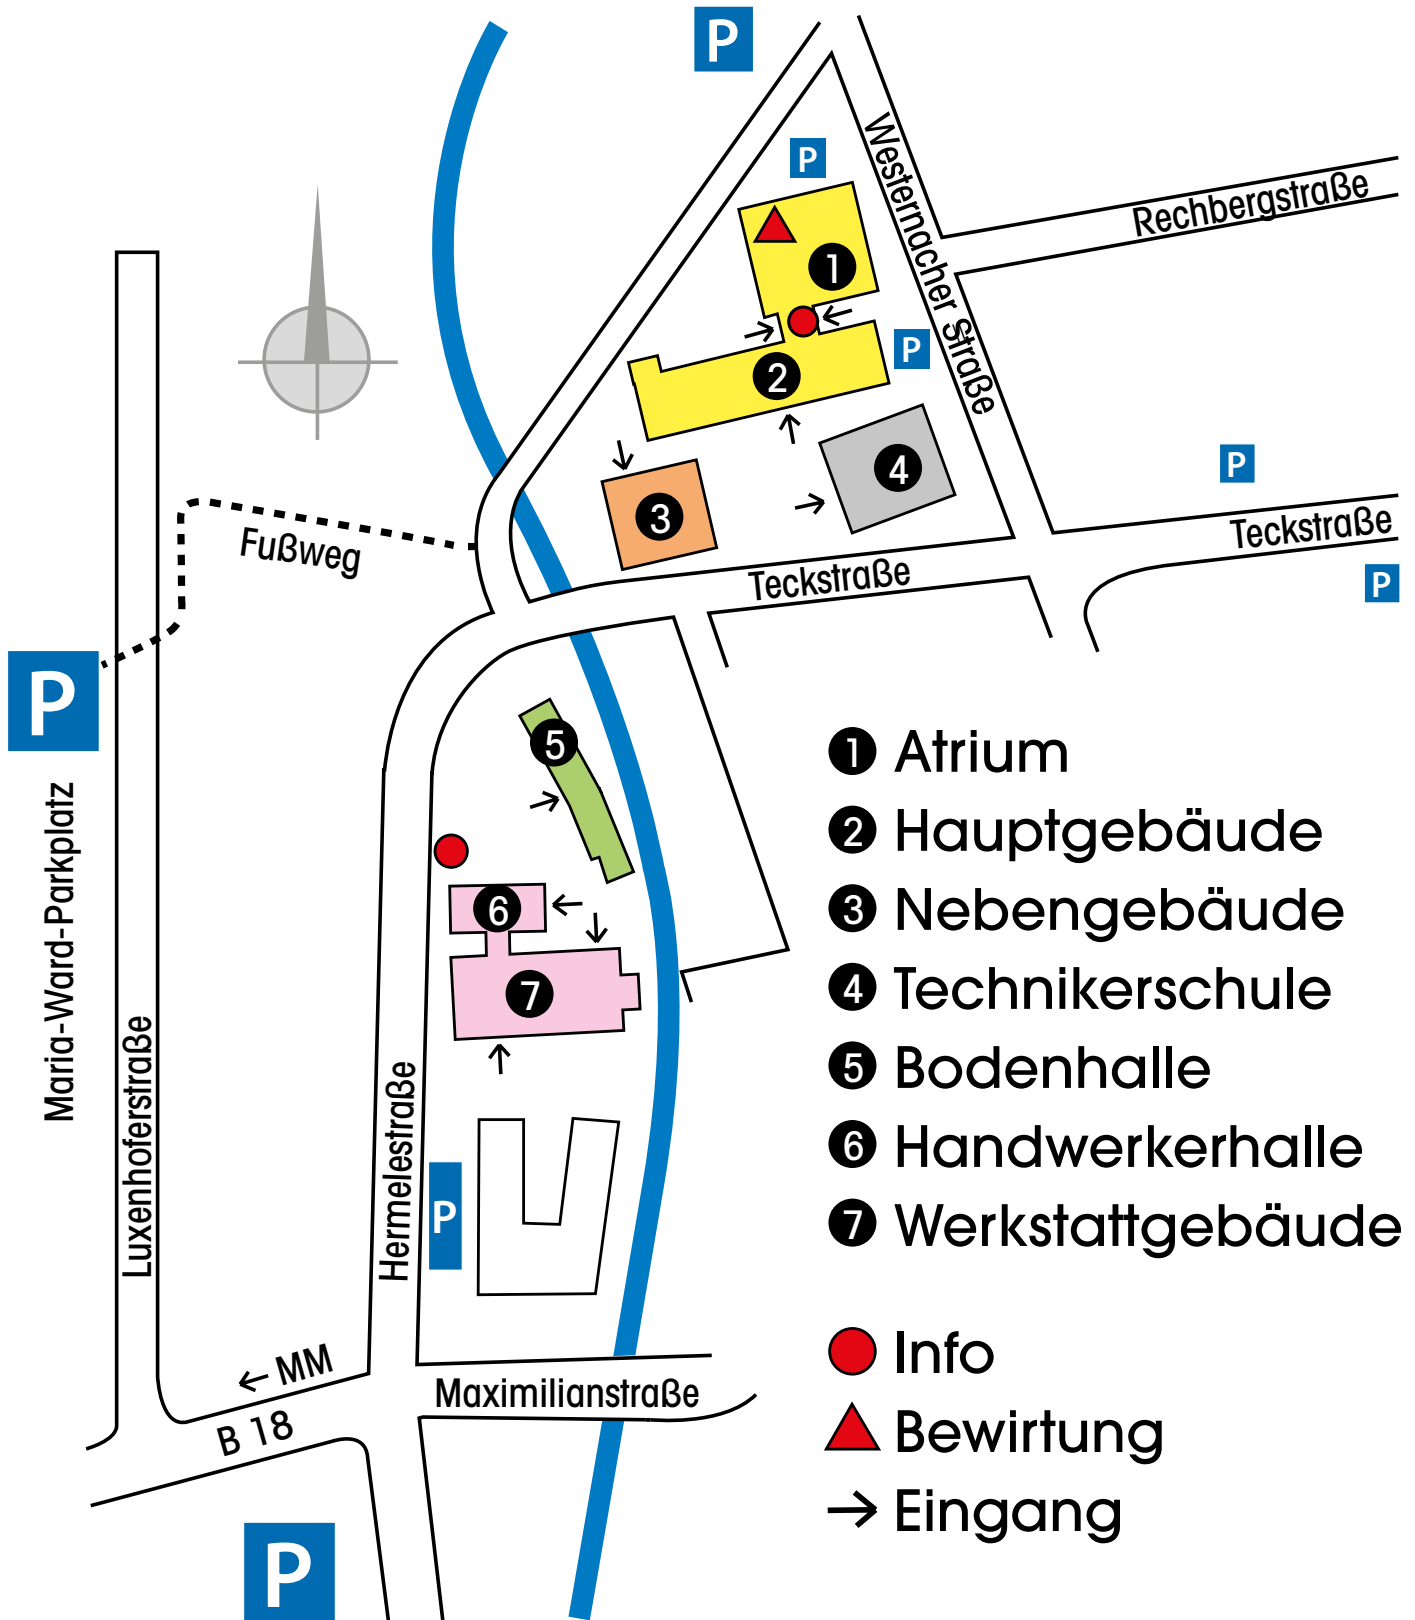 P
P
Westernacher Straße
Rechbergstraße
1
P
2
4
3
P
Teckstraße
Fußweg
Teckstraße
P
P
Maria-Ward-Parkplatz
5
6
7
1 Atrium
2 Hauptgebäude
3 Nebengebäude
4 Technikerschule
5 Bodenhalle
6 Handwerkerhalle
7 Werkstattgebäude
Luxenhoferstraße
Hermelestraße
P
Info
← MM
Maximilianstraße
B 18
Bewirtung
→ Eingang
P